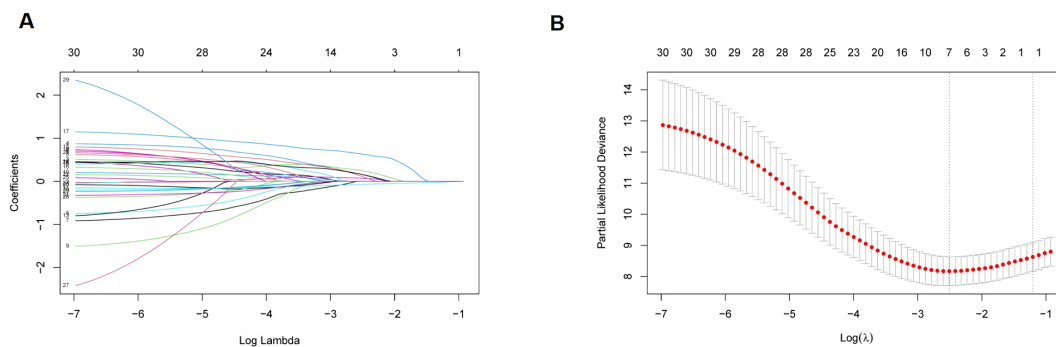 A
30 30 28 24 14 3 1
2
1
0
−1
−2
Coefficients
29
17
9
27
−7 −6 −5 −4 −3 −2 −1
Log Lambda
B
30 30 30 29 28 28 28 25 23 20 16 10 7 6 3 2 1 1
14
13
12
11
10
9
8
Partial Likelihood Deviance
−7 −6 −5 −4 −3 −2 −1
Log(λ)